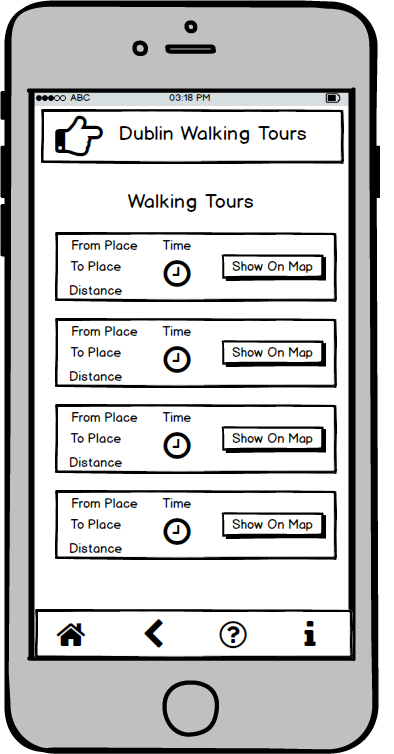 ABC 03:18 PM
Dublin Walking Tours
Walking Tours
From Place Time
To Place Show On Map
Distance
From Place Time
To Place Show On Map
Distance
From Place Time
To Place Show On Map
Distance
From Place Time
To Place Show On Map
Distance